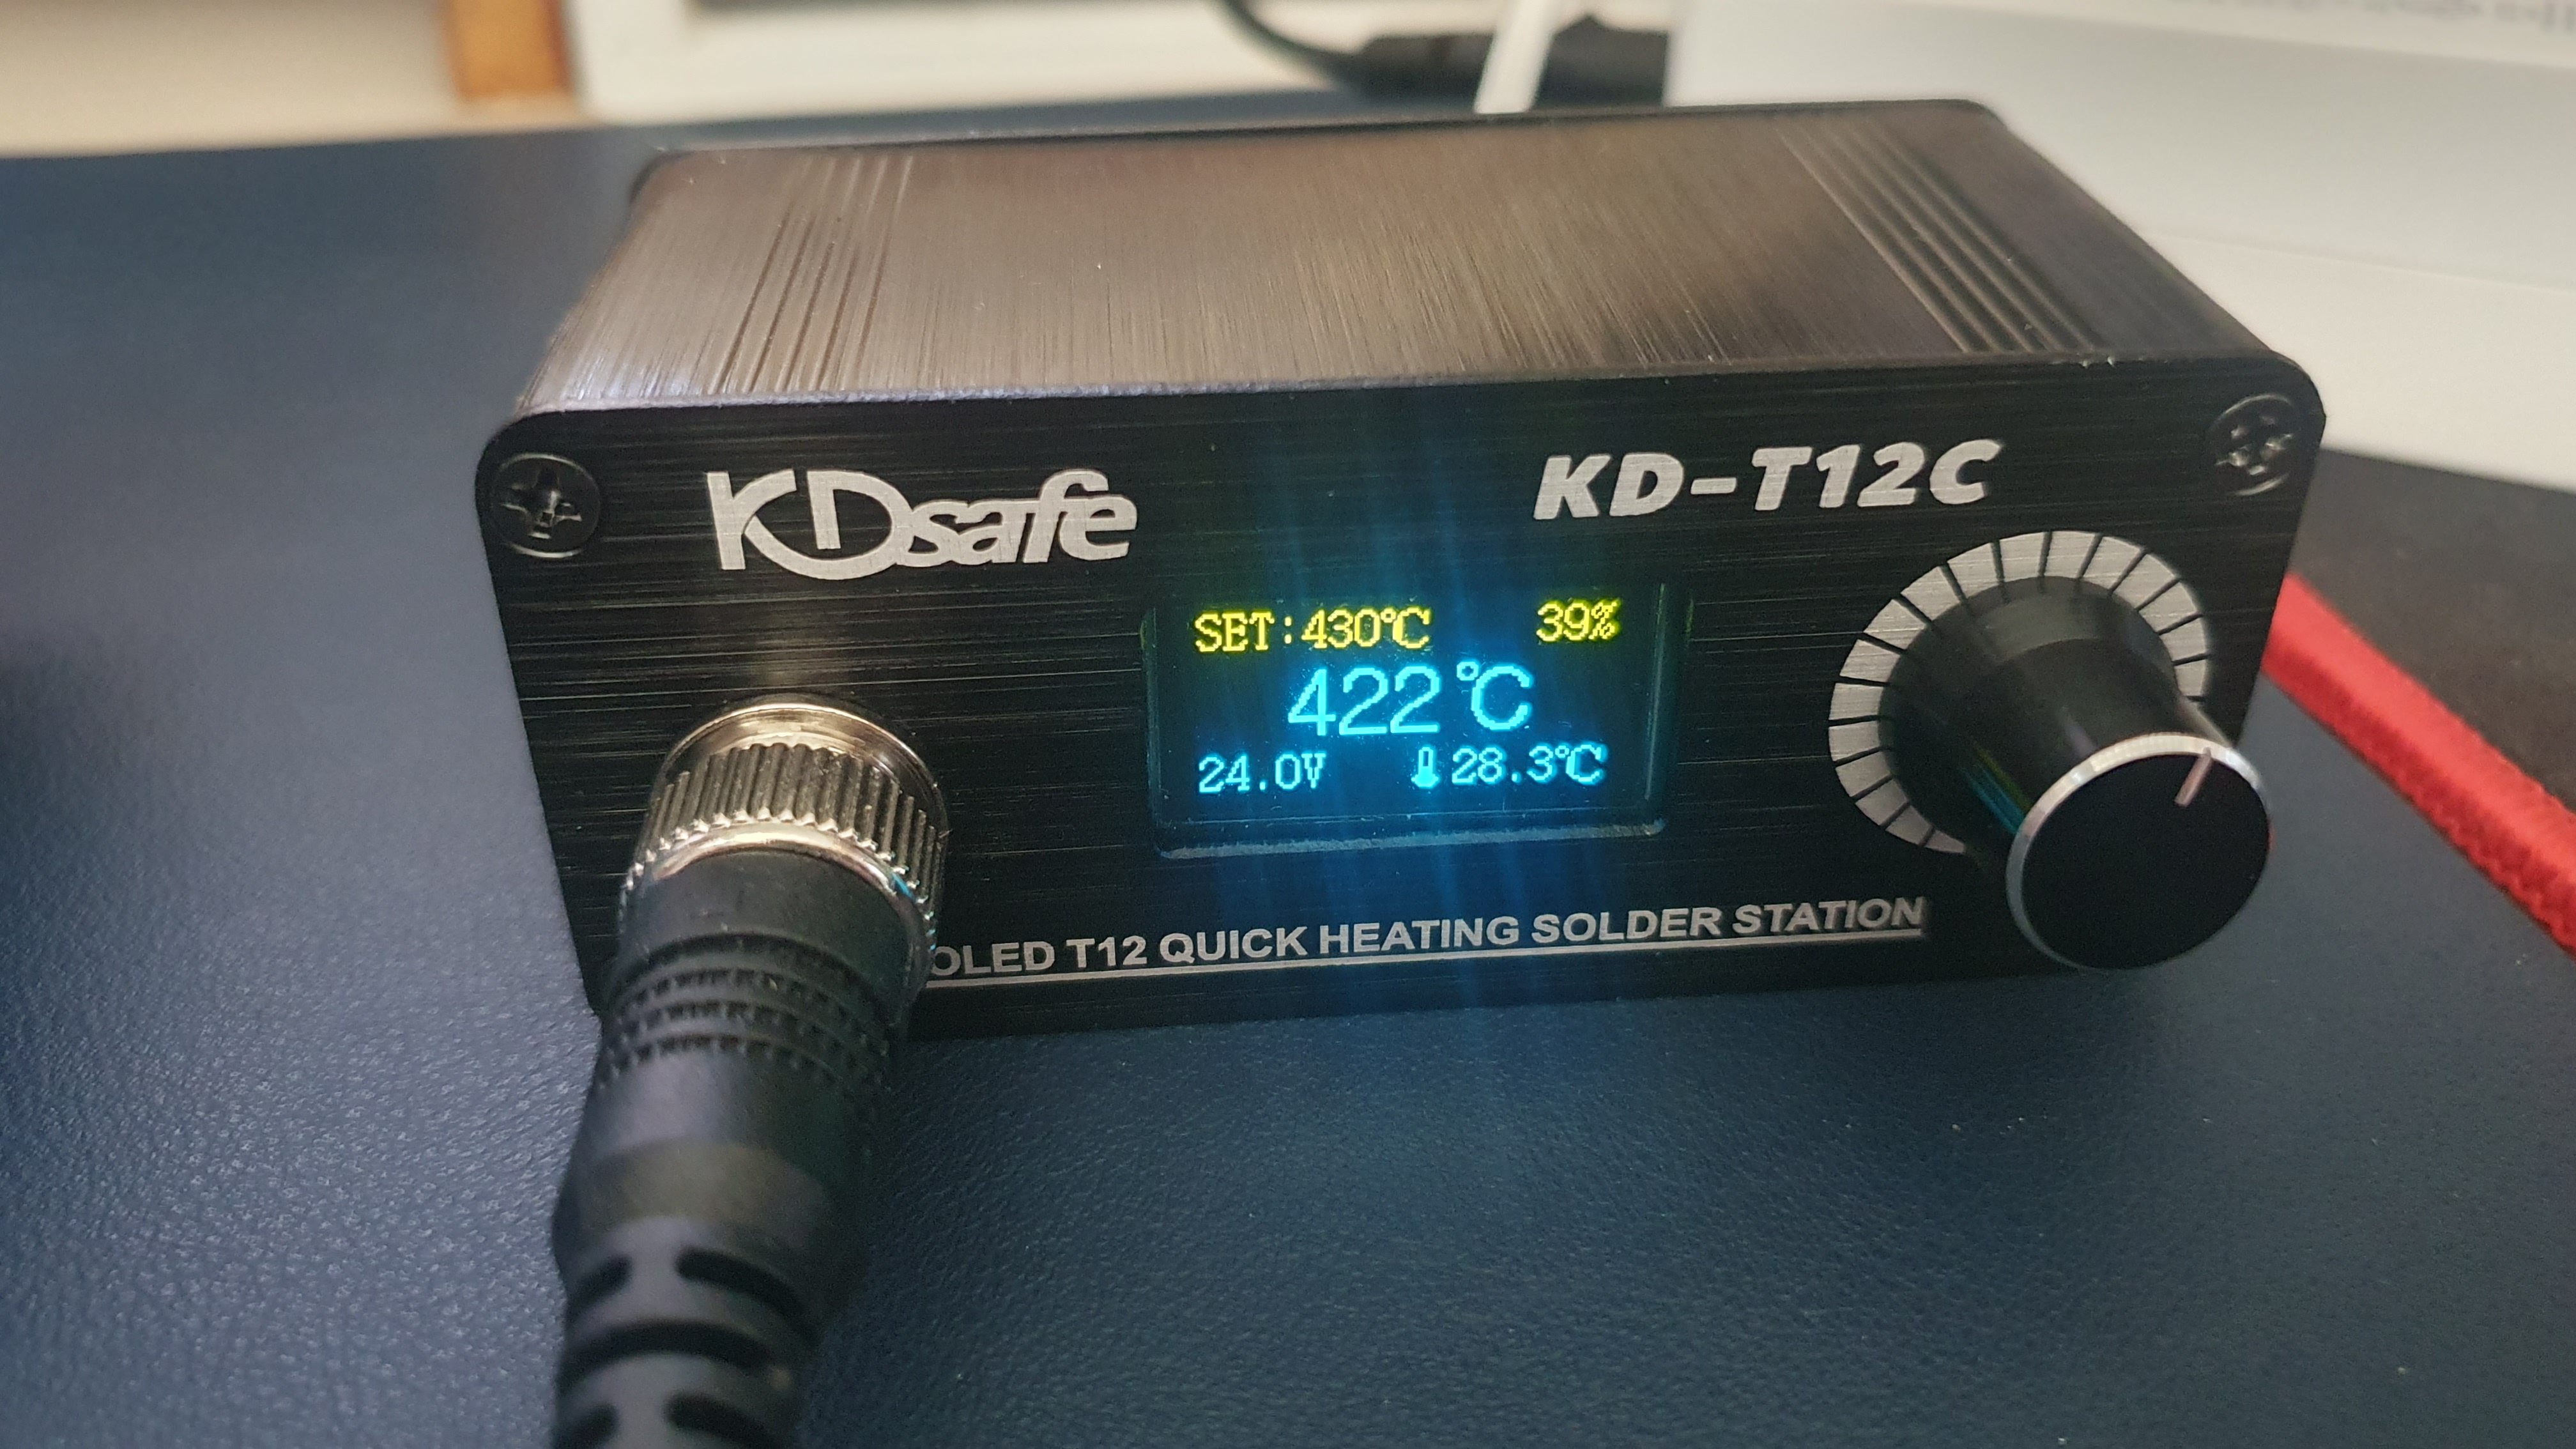 KDsafe
KD-T12C
SET:430℃ 39%
422℃
24.0V 28.3℃
OLED T12 QUICK HEATING SOLDER STATION